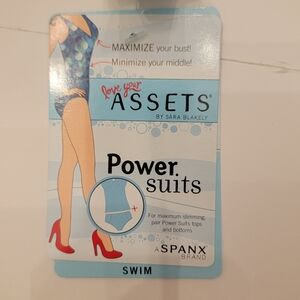 MAXIMIZE your bust!
Minimize your middle!
love your
ASSETS®
BY SARA BLAKELY
Power.
suits
For maximum slimming,
pair Power Suits tops
and bottoms
+
A SPANX
BRAND
SWIM